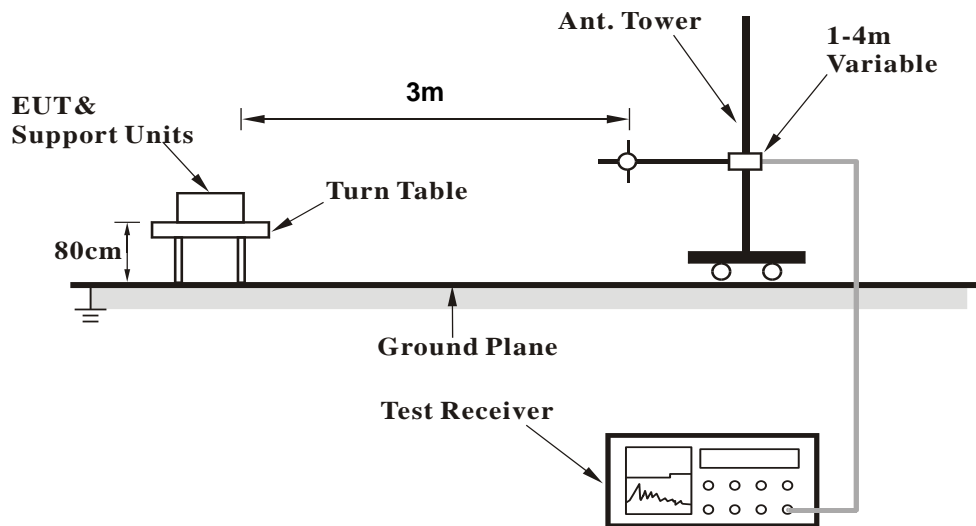 Ant. Tower
1-4m
Variable
3m
EUT&
Support Units
Turn Table
80cm
Ground Plane
Test Receiver